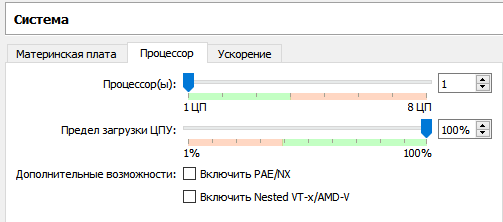 Система
Материнская плата Процессор Ускорение
Процессор(ы): 1
1 ЦП 8 ЦП
Предел загрузки ЦПУ: 100%
1% 100%
Дополнительные возможности: Включить PAE/NX
Включить Nested VT-x/AMD-V